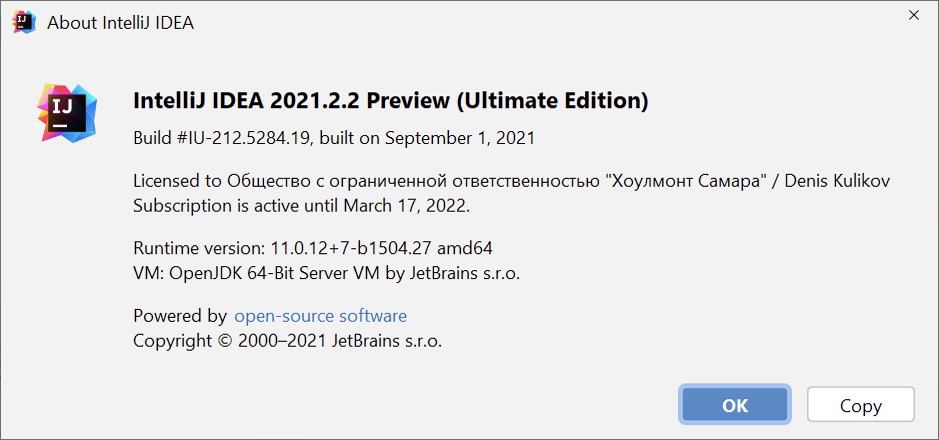 About IntelliJ IDEA
IJ
IntelliJ IDEA 2021.2.2 Preview (Ultimate Edition)
Build #IU-212.5284.19, built on September 1, 2021
Licensed to Общество с ограниченной ответственностью "Хоулмонт Самара" / Denis Kulikov
Subscription is active until March 17, 2022.
Runtime version: 11.0.12+7-b1504.27 amd64
VM: OpenJDK 64-Bit Server VM by JetBrains s.r.o.
Powered by open-source software
Copyright © 2000–2021 JetBrains s.r.o.
OK Copy